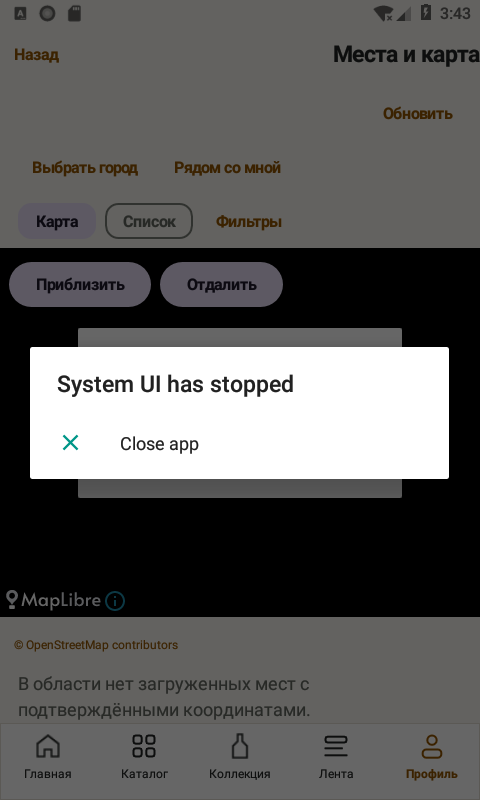 3:43
Назад
Места и карта
Обновить
Выбрать город
Рядом со мной
Карта
Список
Фильтры
Приблизить
Отдалить
System UI has stopped
Close app
MapLibre
© OpenStreetMap contributors
В области нет загруженных мест с
подтверждёнными координатами.
Главная
Каталог
Коллекция
Лента
Профиль